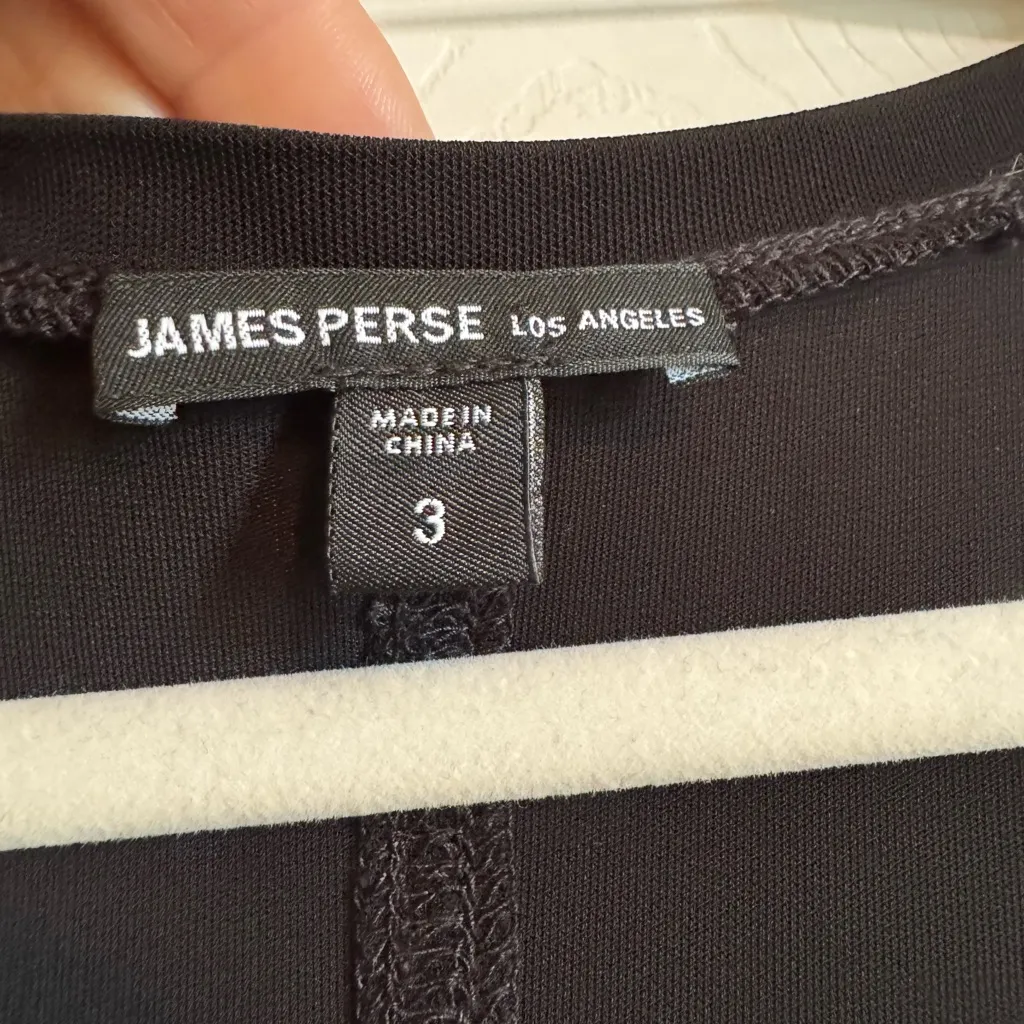 JAMES PERSE LOS ANGELES
MADE IN
CHINA
3